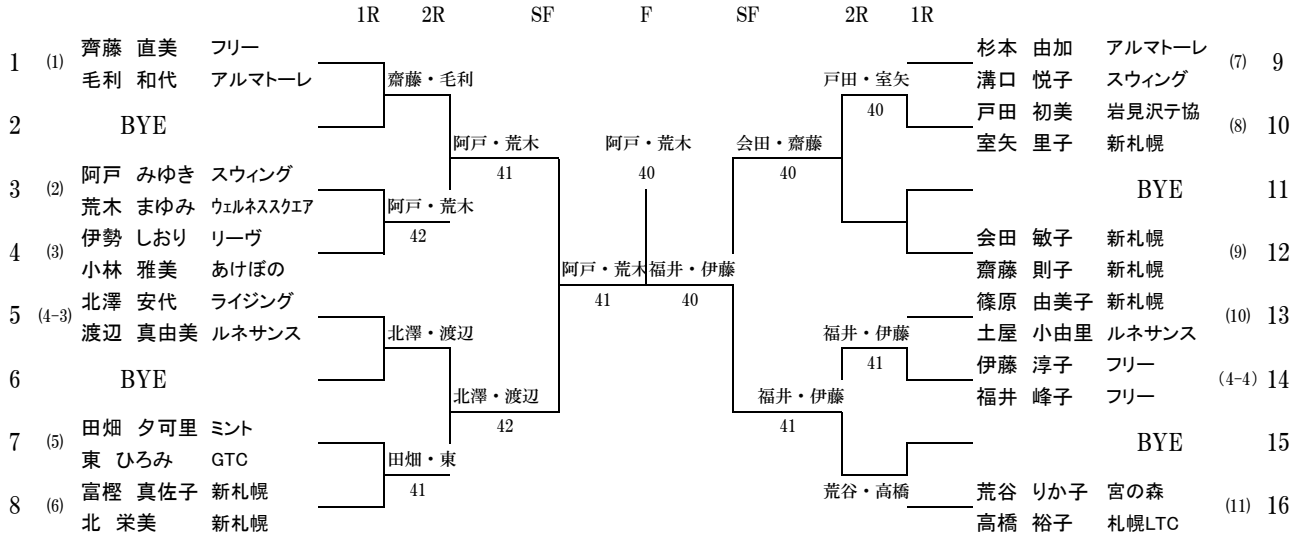 1R 2R SF F SF 2R 1R
1 (1) 齊藤 直美 フリー
毛利 和代 アルマトーレ
齋藤・毛利
2 BYE
阿戸・荒木
41
3 (2) 阿戸 みゆき スウィング
荒木 まゆみ ウェルネススクエア
阿戸・荒木
42
4 (3) 伊勢 しおり リーヴ
小林 雅美 あけぼの
阿戸・荒木
41
5 (4-3) 北澤 安代 ライジング
渡辺 真由美 ルネサンス
北澤・渡辺
6 BYE
北澤・渡辺
42
7 (5) 田畑 夕可里 ミント
東 ひろみ GTC
田畑・東
41
8 (6) 富樫 真佐子 新札幌
北 栄美 新札幌
阿戸・荒木
40
杉本 由加 アルマトーレ (7) 9
溝口 悦子 スウィング
戸田・室矢
40
戸田 初美 岩見沢テ協 (8) 10
室矢 里子 新札幌
会田・齋藤
40
BYE 11
会田 敏子 新札幌 (9) 12
齋藤 則子 新札幌
福井・伊藤
40
篠原 由美子 新札幌 (10) 13
土屋 小由里 ルネサンス
福井・伊藤
41
伊藤 淳子 フリー (4-4) 14
福井 峰子 フリー
福井・伊藤
41
BYE 15
荒谷・高橋
荒谷 りか子 宮の森 (11) 16
高橋 裕子 札幌LTC